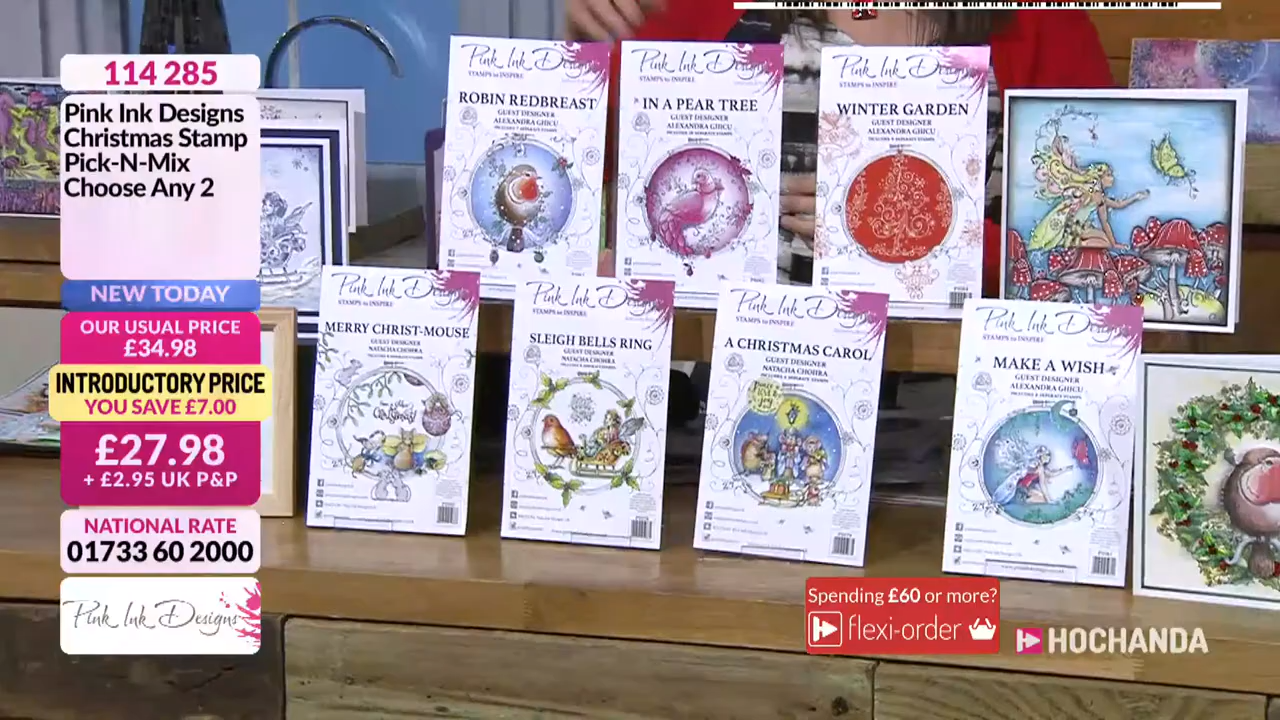 114 285
Pink Ink Designs
Christmas Stamp
Pick-N-Mix
Choose Any 2
NEW TODAY
OUR USUAL PRICE
£34.98
INTRODUCTORY PRICE
YOU SAVE £7.00
£27.98
+ £2.95 UK P&P
NATIONAL RATE
01733 60 2000
Pink Ink Designs
Pink Ink Designs
STAMPS to INSPIRE
ROBIN REDBREAST
GUEST DESIGNER
ALEXANDRA GHICU
Pink Ink Designs
STAMPS to INSPIRE
IN A PEAR TREE
GUEST DESIGNER
ALEXANDRA GHICU
Pink Ink Designs
STAMPS to INSPIRE
WINTER GARDEN
GUEST DESIGNER
ALEXANDRA GHICU
Pink Ink Designs
STAMPS to INSPIRE
MERRY CHRIST-MOUSE
GUEST DESIGNER
NATACHA CHOHRA
Pink Ink Designs
STAMPS to INSPIRE
SLEIGH BELLS RING
GUEST DESIGNER
NATACHA CHOHRA
Pink Ink Designs
STAMPS to INSPIRE
A CHRISTMAS CAROL
GUEST DESIGNER
NATACHA CHOHRA
Pink Ink Designs
STAMPS to INSPIRE
MAKE A WISH
GUEST DESIGNER
ALEXANDRA GHICU
Spending £60 or more?
flexi-order
HOCHANDA